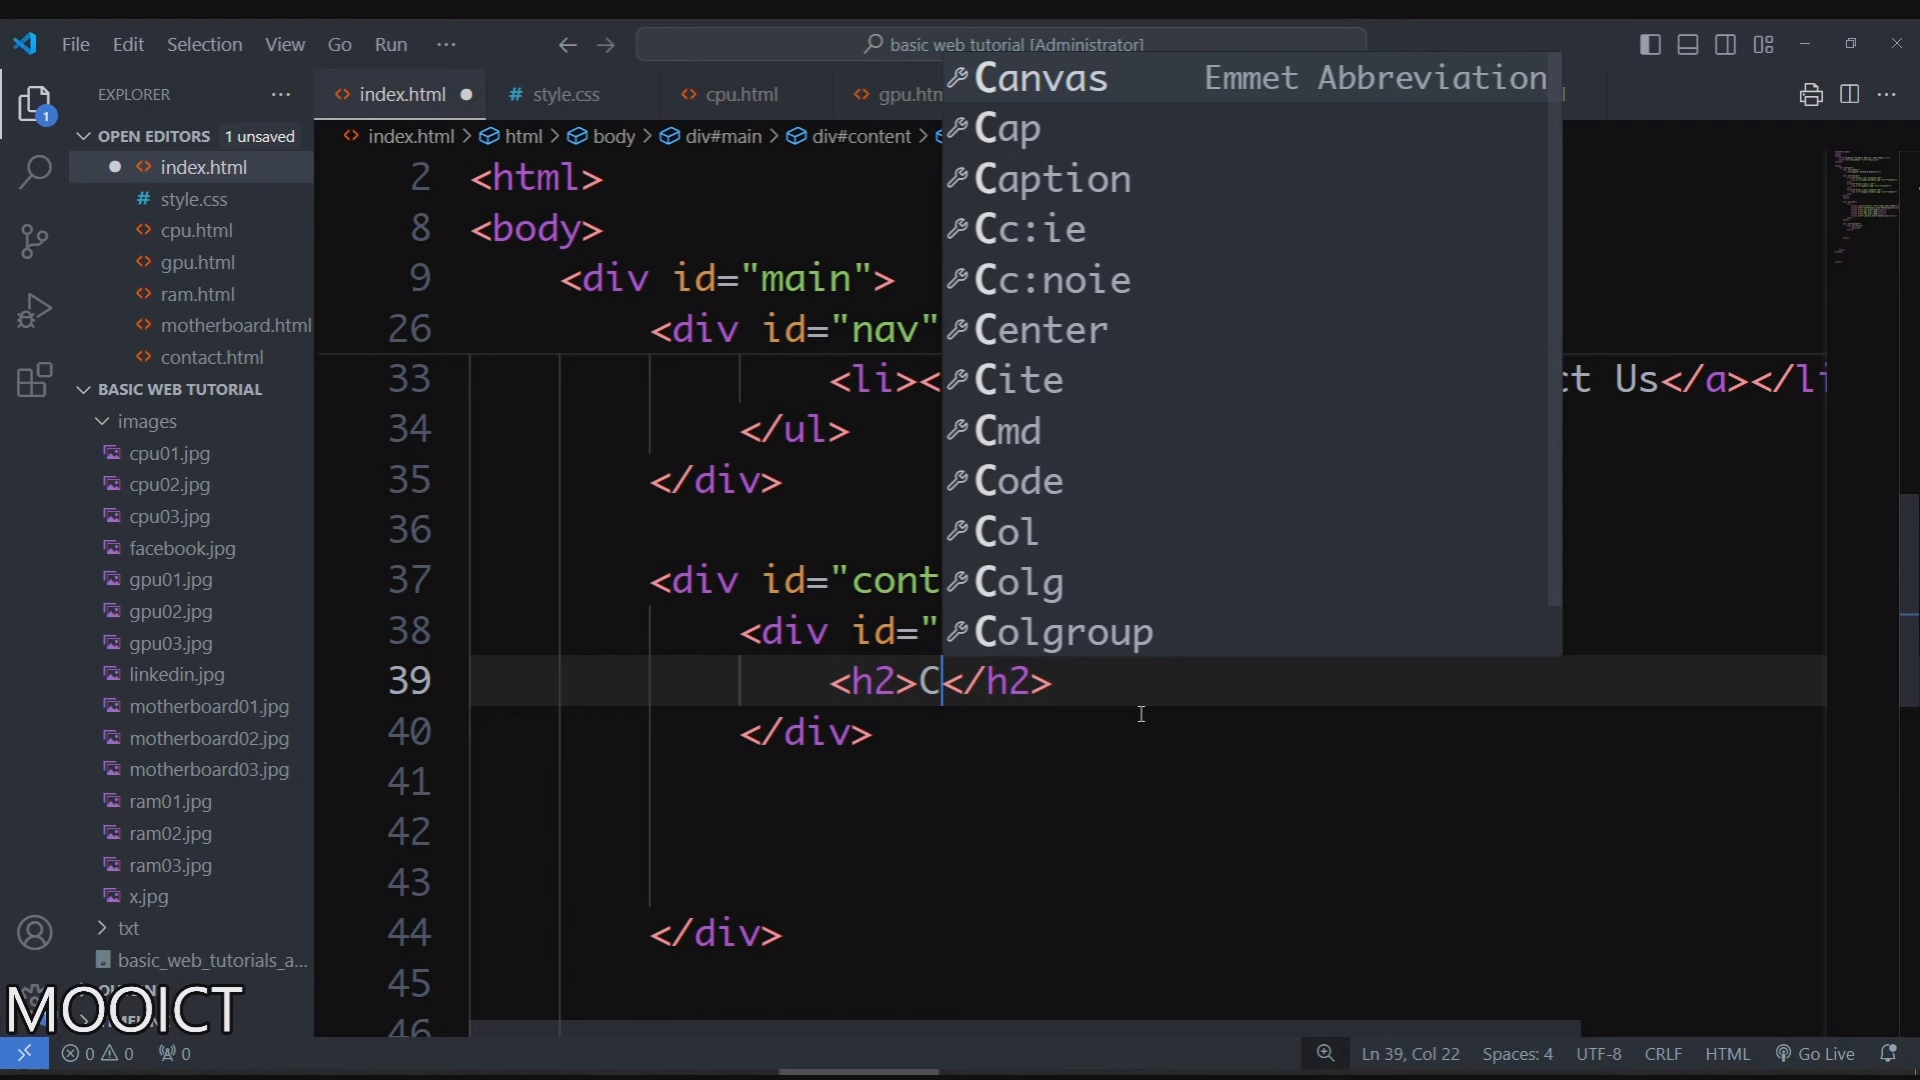 File Edit Selection View Go Run ···
basic web tutorial [Administrator]
EXPLORER ···
OPEN EDITORS 1 unsaved
index.html
style.css
cpu.html
gpu.html
ram.html
motherboard.html
contact.html
BASIC WEB TUTORIAL
images
cpu01.jpg
cpu02.jpg
cpu03.jpg
facebook.jpg
gpu01.jpg
gpu02.jpg
gpu03.jpg
linkedin.jpg
motherboard01.jpg
motherboard02.jpg
motherboard03.jpg
ram01.jpg
ram02.jpg
ram03.jpg
x.jpg
txt
basic_web_tutorials_a...
1
MOOICT
index.html # style.css cpu.html gpu.htm
index.html > html > body > div#main > div#content >
2 <html>
8 <body>
9 <div id="main">
26 <div id="nav"
33 <li>< ct Us</a></li
34 </ul>
35 </div>
36
37 <div id="cont
38 <div id="
39 <h2>C</h2>
40 </div>
41
42
43
44 </div>
45
46
Canvas Emmet Abbreviation
Cap
Caption
Cc:ie
Cc:noie
Center
Cite
Cmd
Code
Col
Colg
Colgroup
0 0 0 Ln 39, Col 22 Spaces: 4 UTF-8 CRLF HTML Go Live